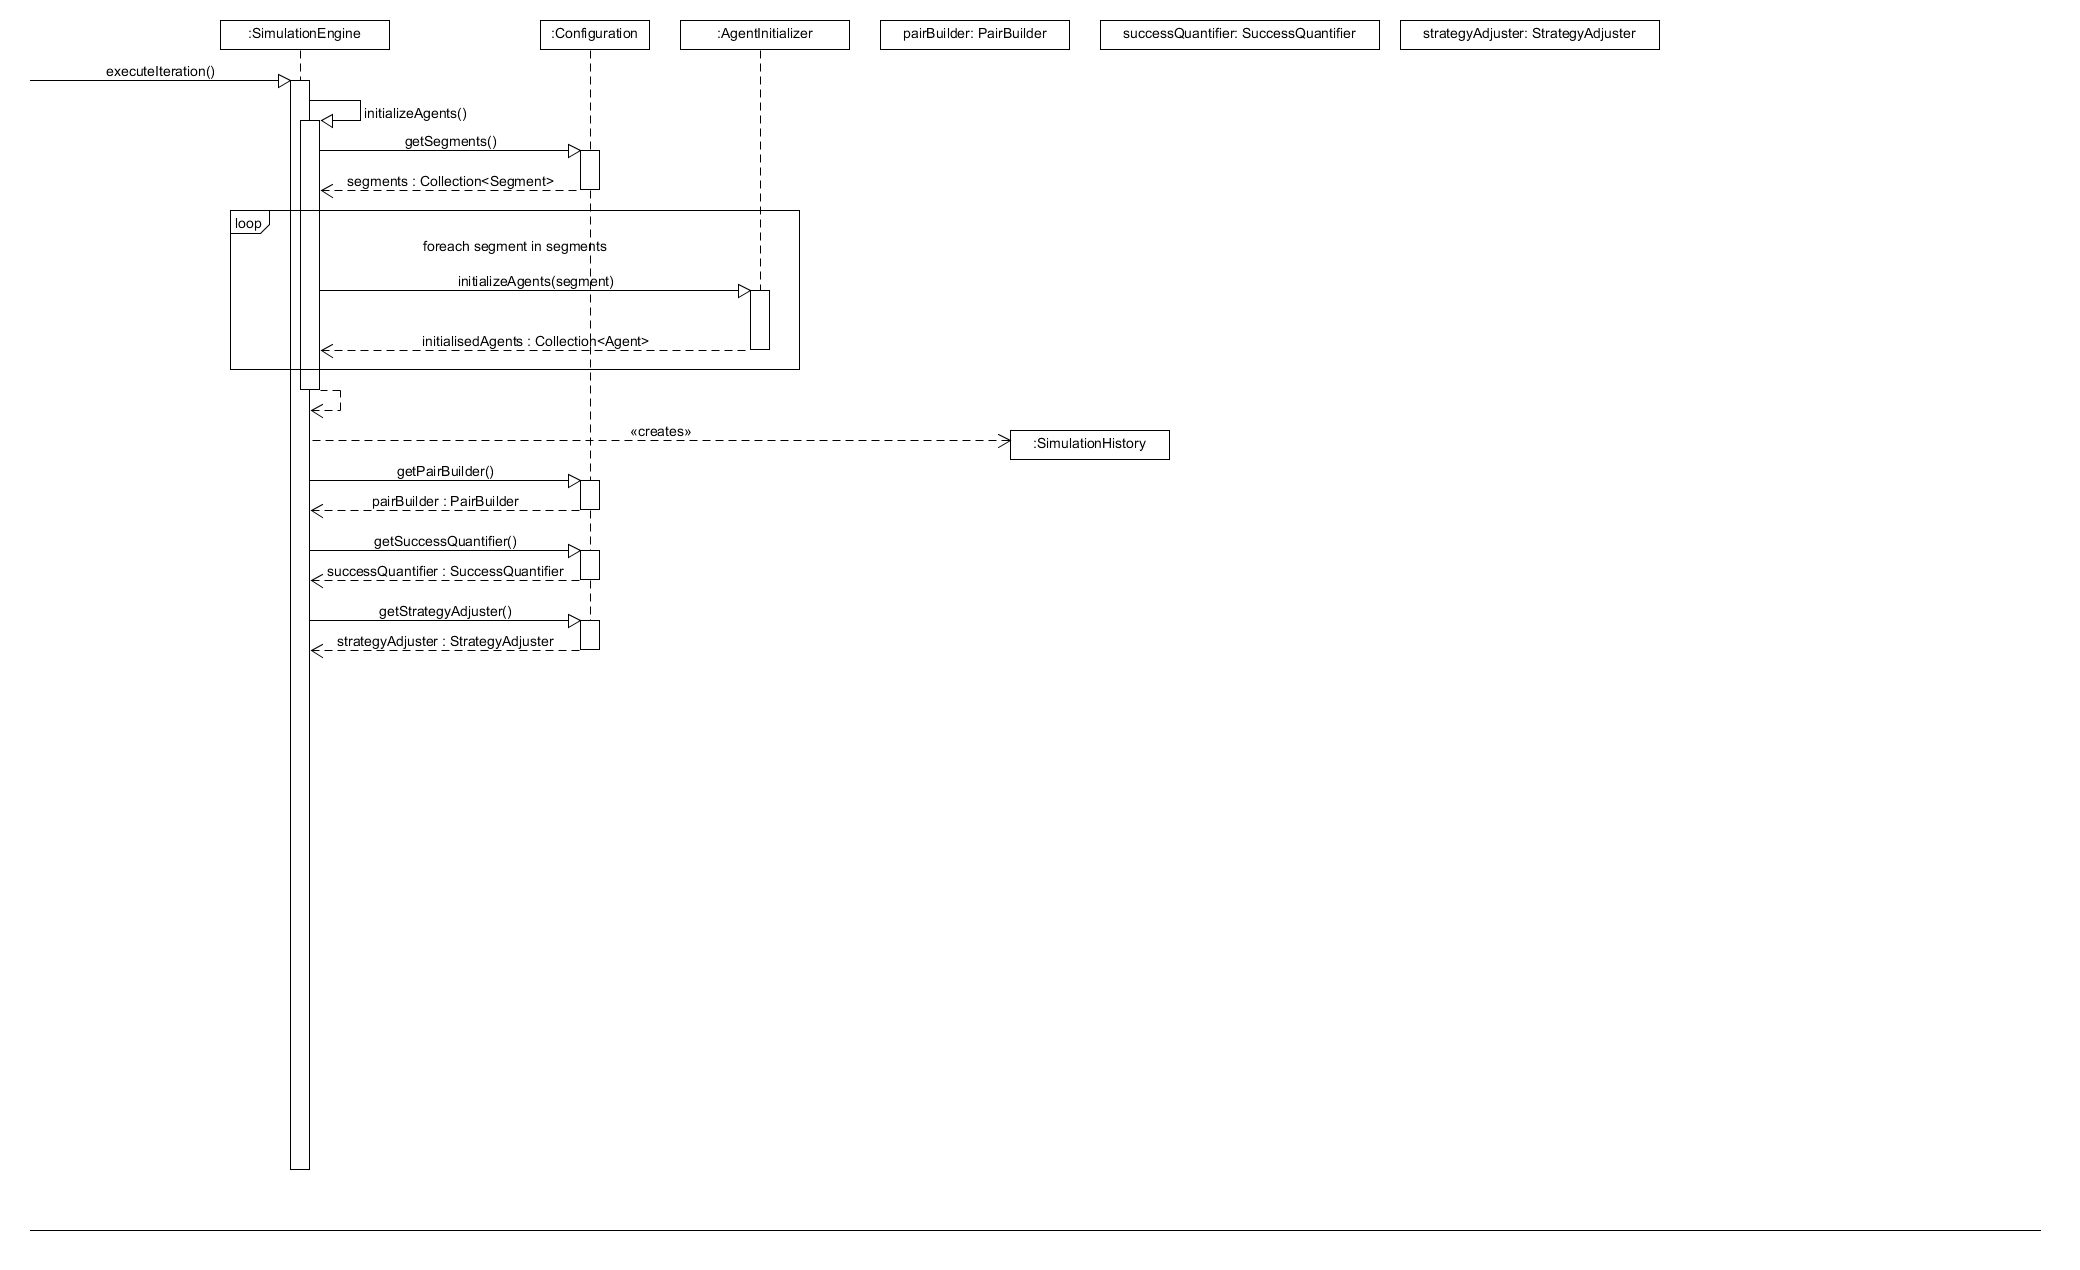 :SimulationEngine
:Configuration
:AgentInitializer
pairBuilder: PairBuilder
successQuantifier: SuccessQuantifier
strategyAdjuster: StrategyAdjuster
executeIteration()
initializeAgents()
getSegments()
segments : Collection<Segment>
loop
foreach segment in segments
initializeAgents(segment)
initialisedAgents : Collection<Agent>
«creates»
:SimulationHistory
getPairBuilder()
pairBuilder : PairBuilder
getSuccessQuantifier()
successQuantifier : SuccessQuantifier
getStrategyAdjuster()
strategyAdjuster : StrategyAdjuster